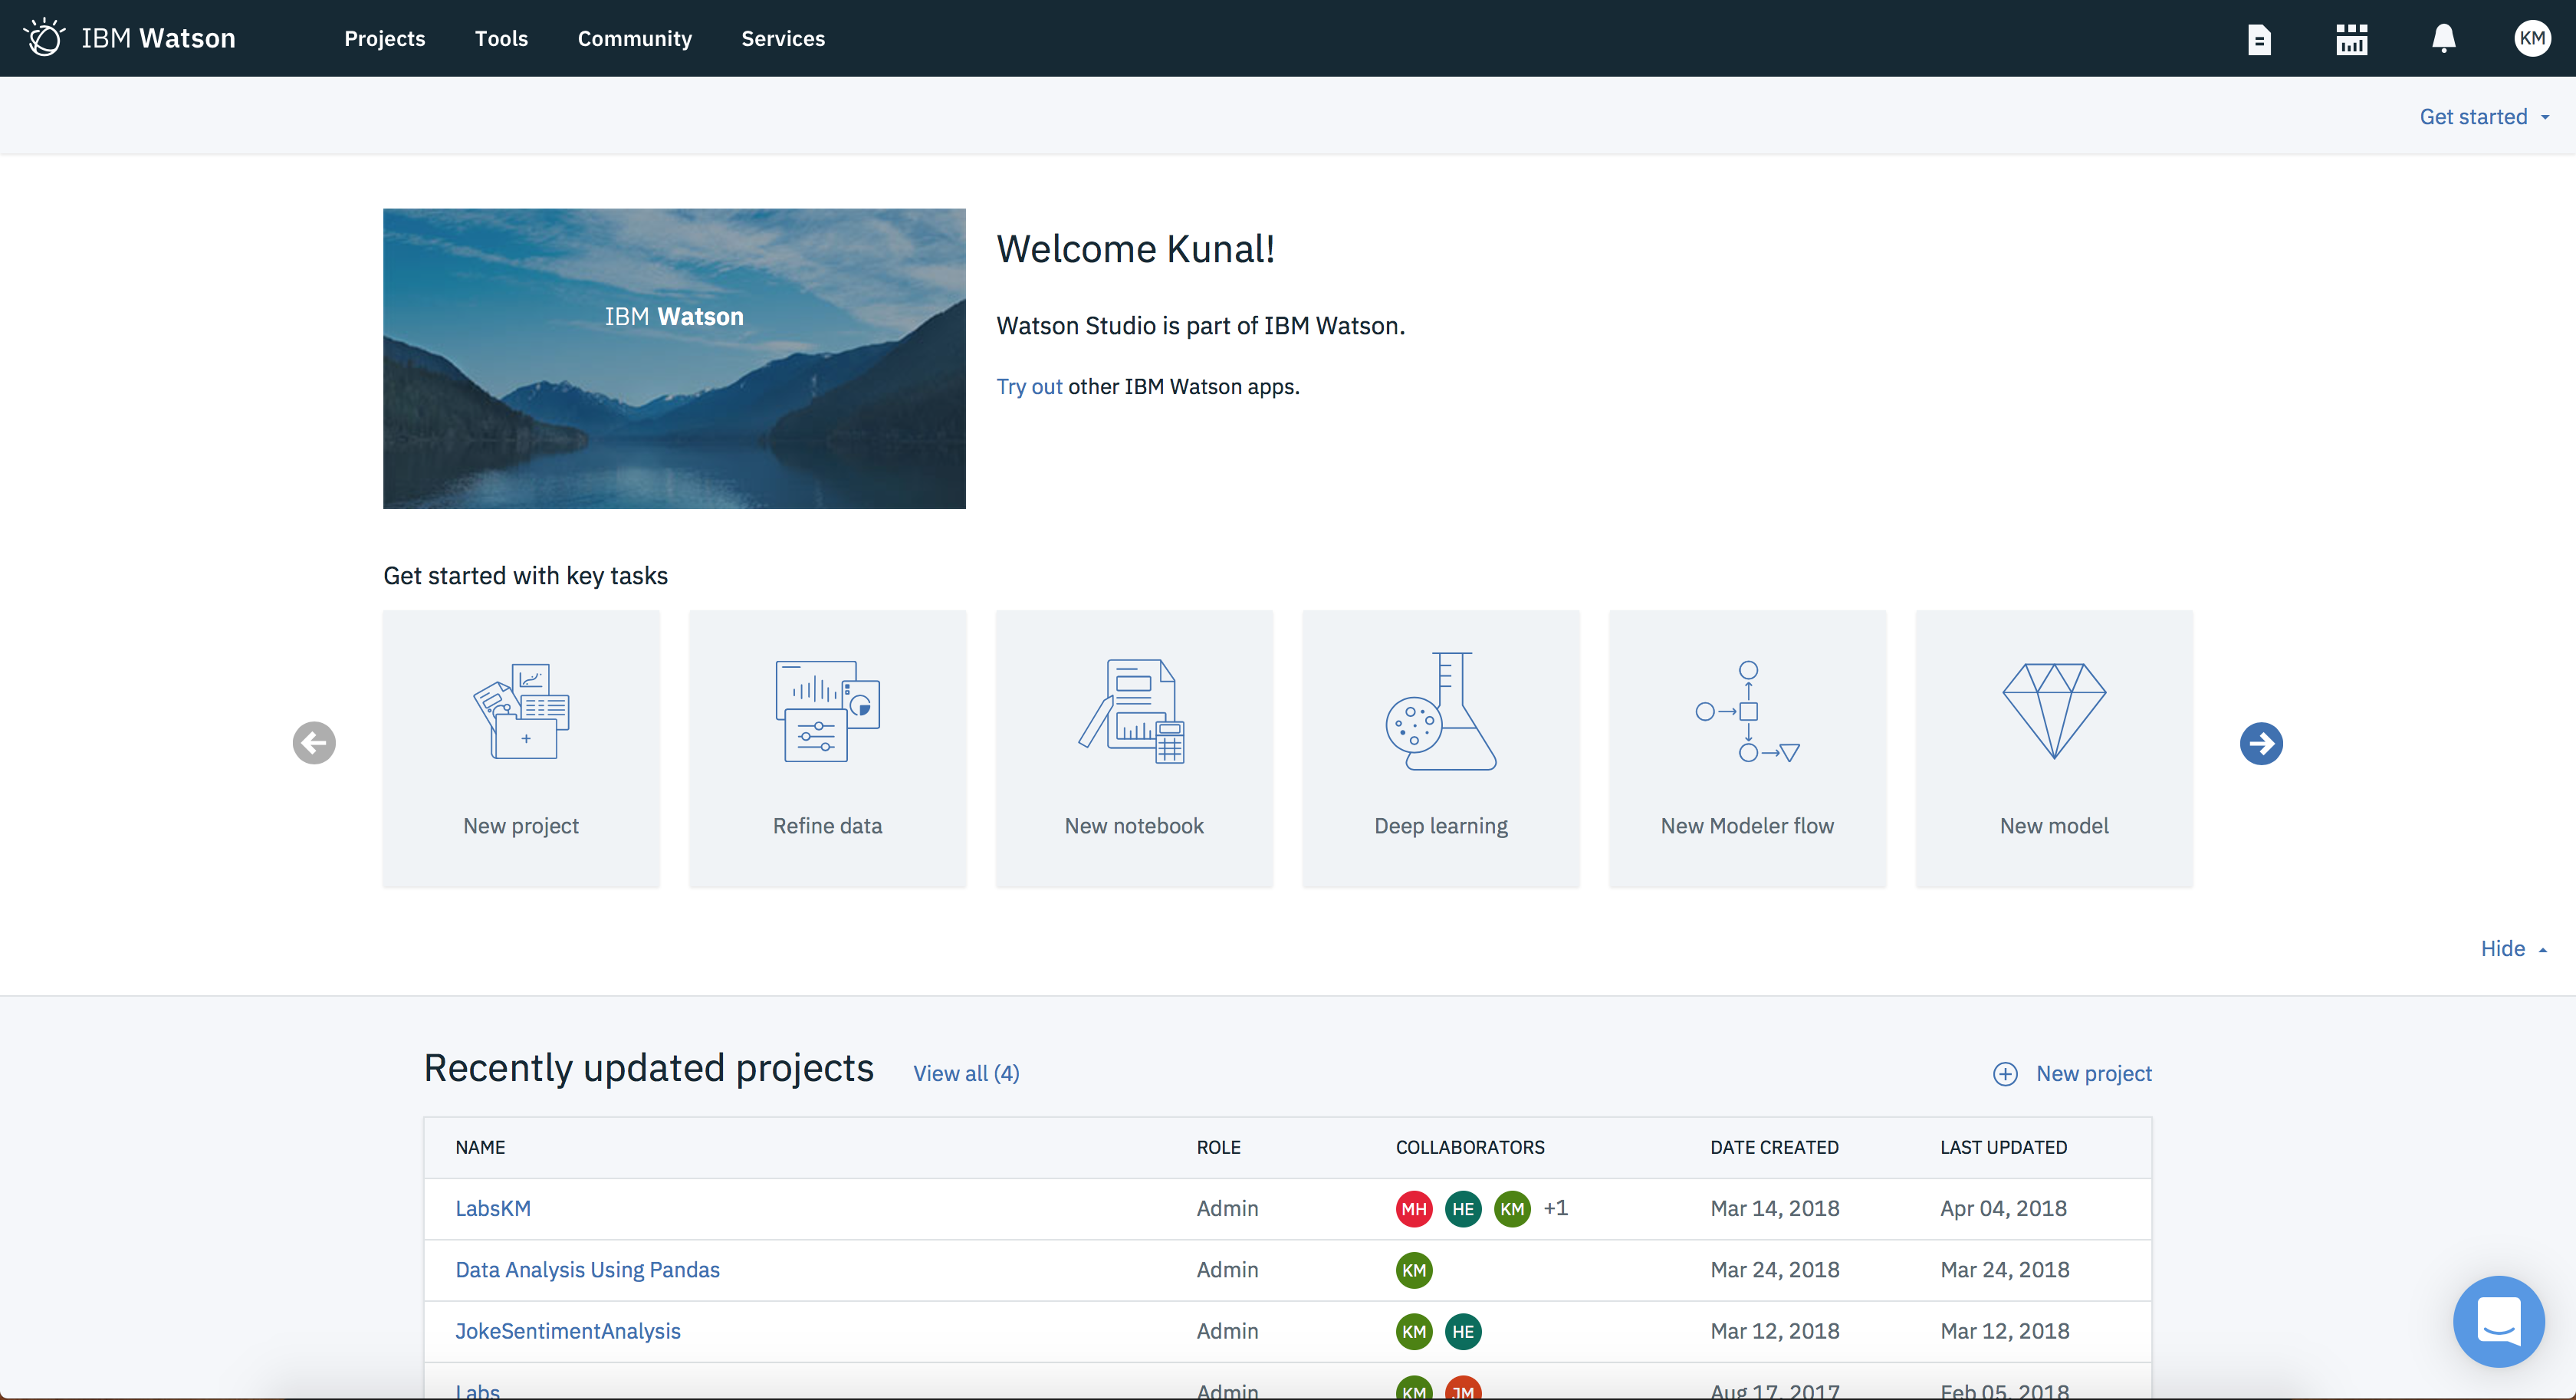 IBM Watson Projects Tools Community Services KM
Get started
IBM Watson
Welcome Kunal!
Watson Studio is part of IBM Watson.
Try out other IBM Watson apps.
Get started with key tasks
New project Refine data New notebook Deep learning New Modeler flow New model
Hide
Recently updated projects View all (4) New project
NAME ROLE COLLABORATORS DATE CREATED LAST UPDATED
LabsKM Admin MH HE KM +1 Mar 14, 2018 Apr 04, 2018
Data Analysis Using Pandas Admin KM Mar 24, 2018 Mar 24, 2018
JokeSentimentAnalysis Admin KM HE Mar 12, 2018 Mar 12, 2018
Labs Admin KM JM Aug 17, 2017 Feb 05, 2018